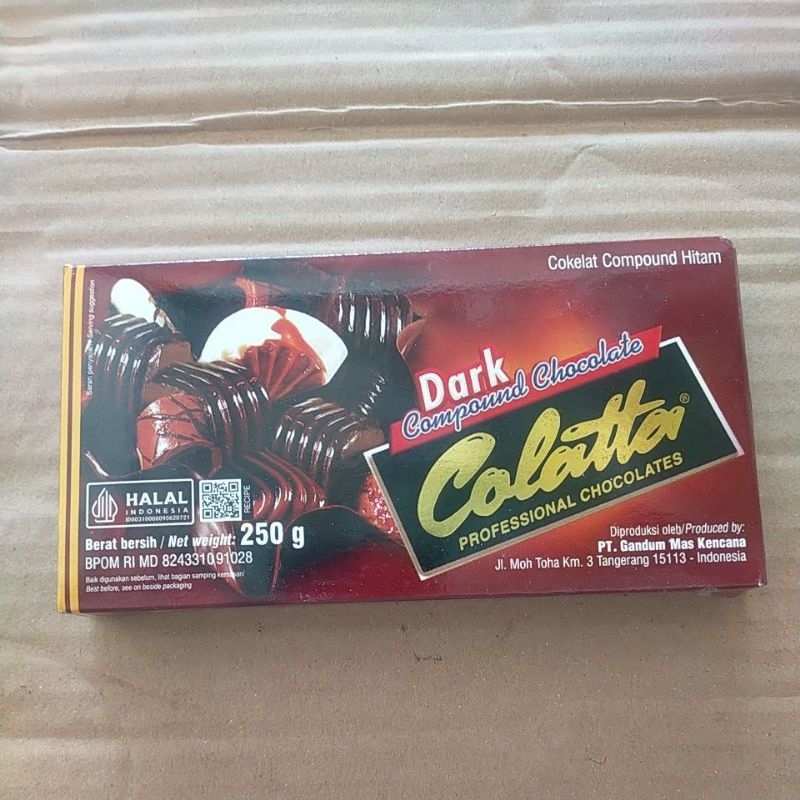 Cokelat Compound Hitam
Saran penyajian/Serving suggestion
Dark
Compound Chocolate
Colatta®
PROFESSIONAL CHOCOLATES
HALAL
INDONESIA
ID00310000095620721
RECIPE
Berat bersih / Net weight: 250 g
BPOM RI MD 824331091028
Baik digunakan sebelum, lihat bagian samping kemasan/
Best before, see on beside packaging
Diproduksi oleh/Produced by:
PT. Gandum Mas Kencana
Jl. Moh Toha Km. 3 Tangerang 15113 - Indonesia